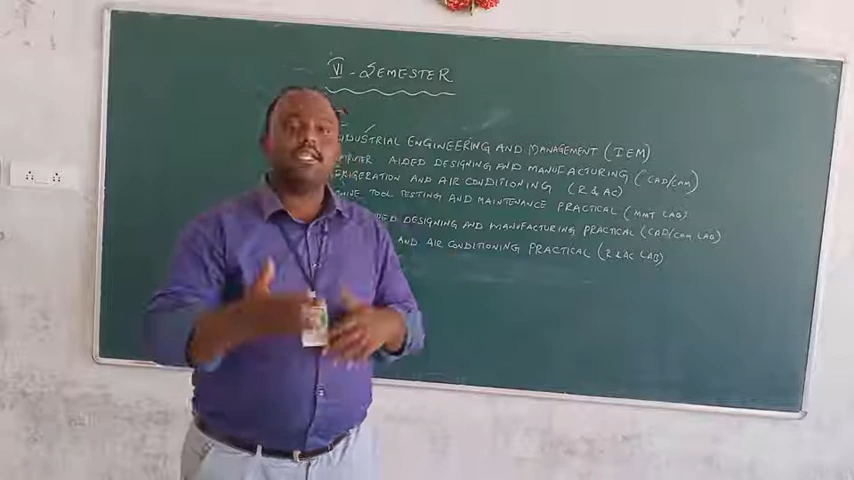 VI - SEMESTER
INDUSTRIAL ENGINEERING AND MANAGEMENT (IEM)
AIDED DESIGNING AND MANUFACTURING (CAD/CAM)
AND AIR CONDITIONING (R & AC)
TOOL TESTING AND MAINTENANCE PRACTICAL (MMT LAB)
DESIGNING AND MANUFACTURING PRACTICAL (CAD/CAM LAB)
AND AIR CONDITIONING PRACTICAL (R & AC LAB)